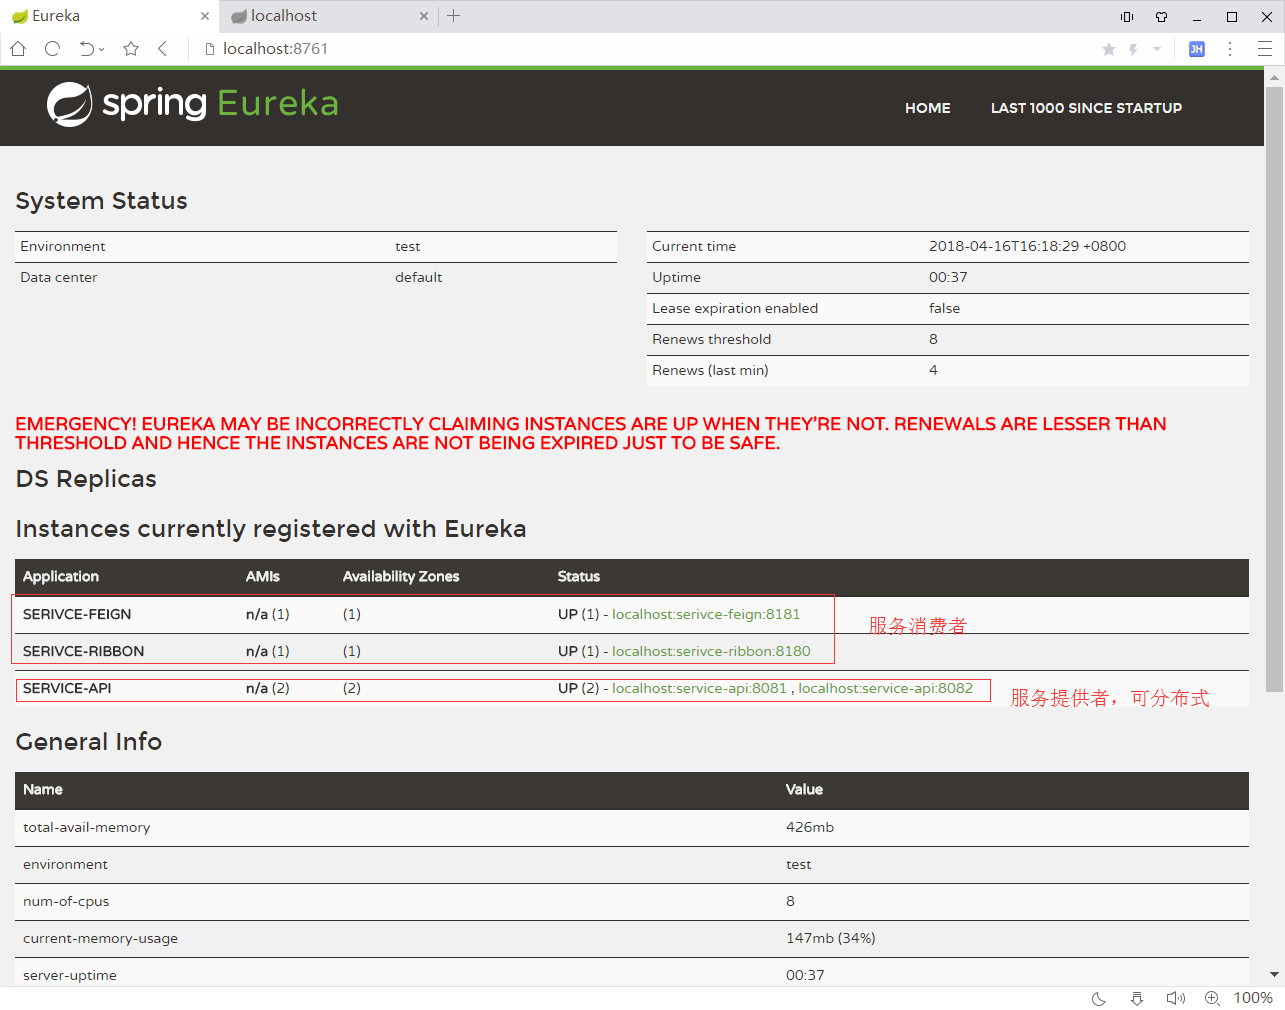 Eureka
localhost
localhost:8761
JH
spring Eureka
HOME LAST 1000 SINCE STARTUP
System Status
Environment test
Data center default
Current time 2018-04-16T16:18:29 +0800
Uptime 00:37
Lease expiration enabled false
Renews threshold 8
Renews (last min) 4
EMERGENCY! EUREKA MAY BE INCORRECTLY CLAIMING INSTANCES ARE UP WHEN THEY'RE NOT. RENEWALS ARE LESSER THAN
THRESHOLD AND HENCE THE INSTANCES ARE NOT BEING EXPIRED JUST TO BE SAFE.
DS Replicas
Instances currently registered with Eureka
Application AMIs Availability Zones Status
SERIVCE-FEIGN n/a (1) (1) UP (1) - localhost:serivce-feign:8181
服务消费者
SERIVCE-RIBBON n/a (1) (1) UP (1) - localhost:serivce-ribbon:8180
SERVICE-API n/a (2) (2) UP (2) - localhost:service-api:8081 , localhost:service-api:8082
服务提供者，可分布式
General Info
Name Value
total-avail-memory 426mb
environment test
num-of-cpus 8
current-memory-usage 147mb (34%)
server-uptime 00:37
100%